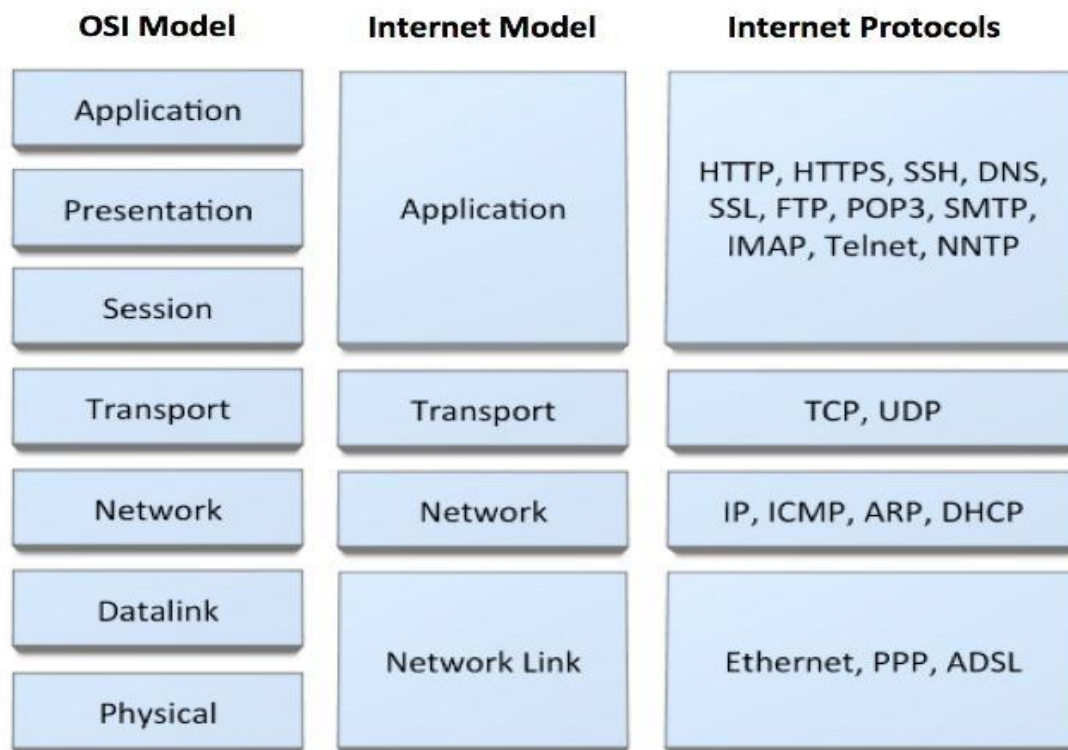 OSI Model
Internet Model
Internet Protocols
Application
Presentation
Session
Transport
Network
Datalink
Physical
Application
Transport
Network
Network Link
HTTP, HTTPS, SSH, DNS,
SSL, FTP, POP3, SMTP,
IMAP, Telnet, NNTP
TCP, UDP
IP, ICMP, ARP, DHCP
Ethernet, PPP, ADSL